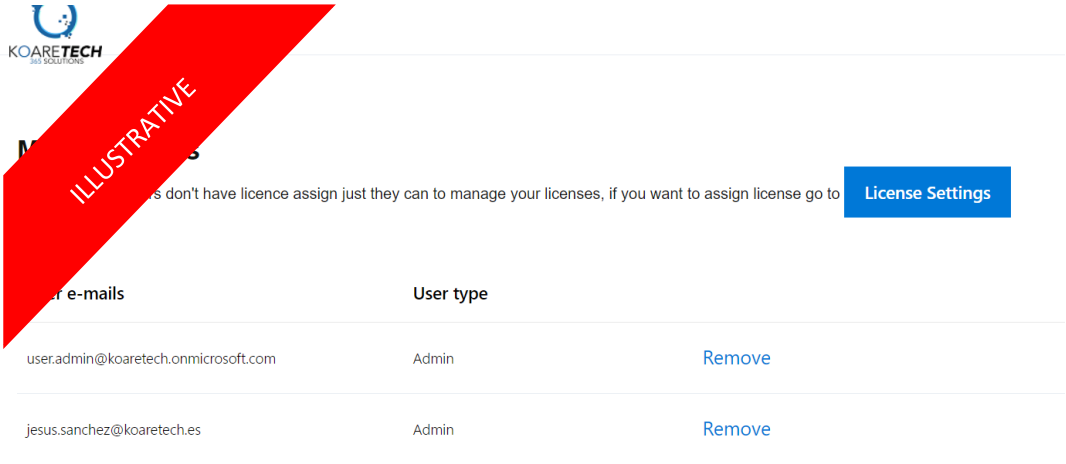 KOARETECH
365 SOLUTIONS
ILLUSTRATIVE
don't have licence assign just they can to manage your licenses, if you want to assign license go to License Settings
e-mails User type
user.admin@koaretech.onmicrosoft.com Admin Remove
jesus.sanchez@koaretech.es Admin Remove